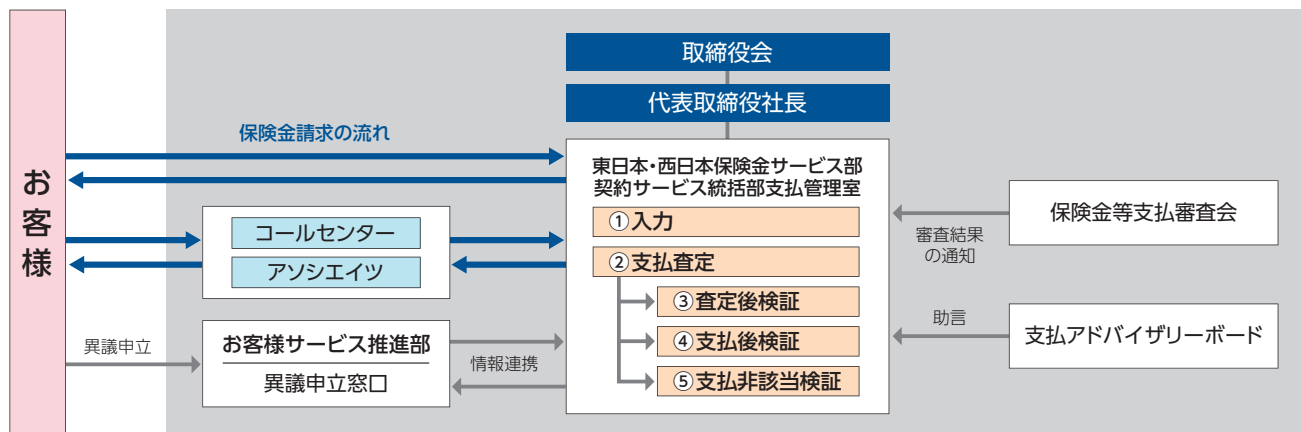 取締役会
代表取締役社長
保険金請求の流れ
お客様
東日本・西日本保険金サービス部
契約サービス統括部支払管理室
①入力
②支払査定
③査定後検証
④支払後検証
⑤支払非該当検証
コールセンター
アソシエイツ
異議申立
お客様サービス推進部
異議申立窓口
情報連携
保険金等支払審査会
審査結果
の通知
助言
支払アドバイザリーボード